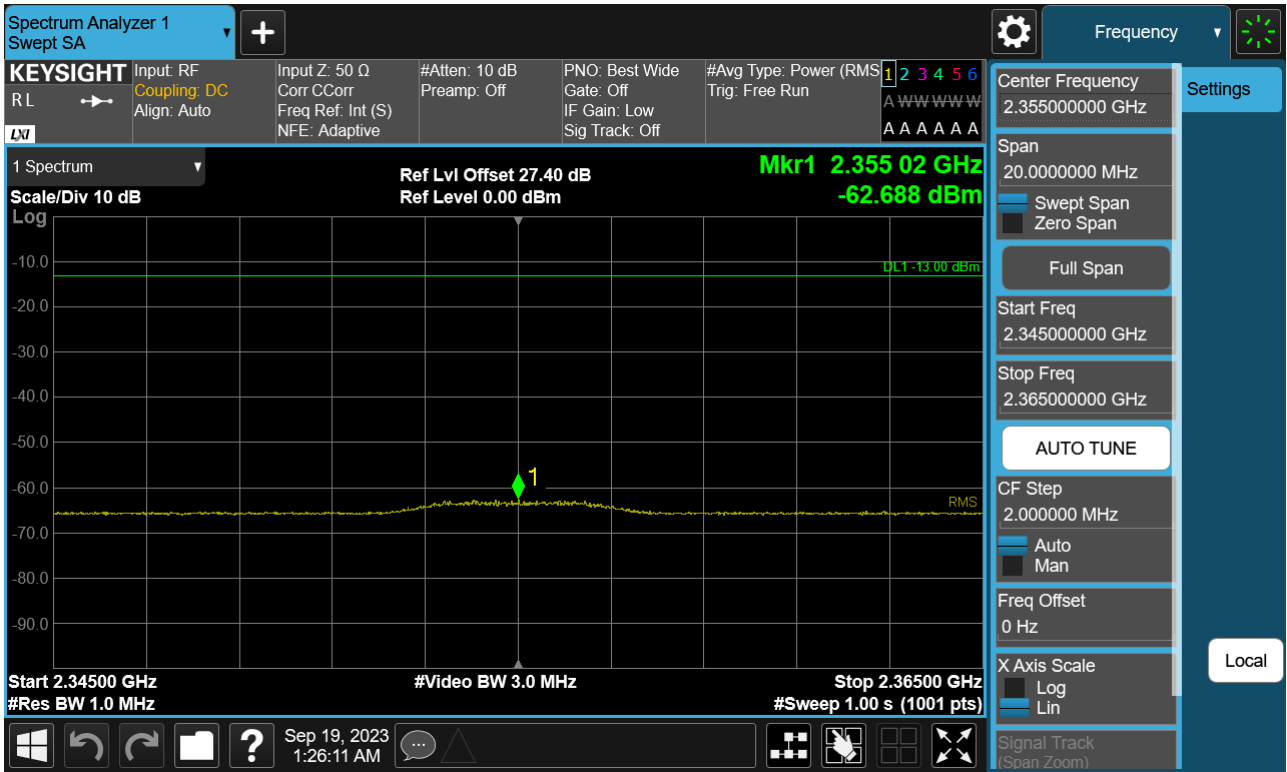 Spectrum Analyzer 1
Swept SA
+
Frequency
KEYSIGHT
R L
LXI
Input: RF
Coupling: DC
Align: Auto
Input Z: 50 Ω
Corr CCorr
Freq Ref: Int (S)
NFE: Adaptive
#Atten: 10 dB
Preamp: Off
PNO: Best Wide
Gate: Off
IF Gain: Low
Sig Track: Off
#Avg Type: Power (RMS
Trig: Free Run
1 2 3 4 5 6
A W W W W W
A A A A A A
1 Spectrum
Scale/Div 10 dB
Log
Ref Lvl Offset 27.40 dB
Ref Level 0.00 dBm
Mkr1 2.355 02 GHz
-62.688 dBm
-10.0
DL1 -13.00 dBm
-20.0
-30.0
-40.0
-50.0
1
-60.0
RMS
-70.0
-80.0
-90.0
Start 2.34500 GHz
#Video BW 3.0 MHz
Stop 2.36500 GHz
#Res BW 1.0 MHz
#Sweep 1.00 s (1001 pts)
Center Frequency
2.355000000 GHz
Settings
Span
20.0000000 MHz
Swept Span
Zero Span
Full Span
Start Freq
2.345000000 GHz
Stop Freq
2.365000000 GHz
AUTO TUNE
CF Step
2.000000 MHz
Auto
Man
Freq Offset
0 Hz
X Axis Scale
Log
Lin
Signal Track
(Span Zoom)
Local
?
Sep 19, 2023
1:26:11 AM